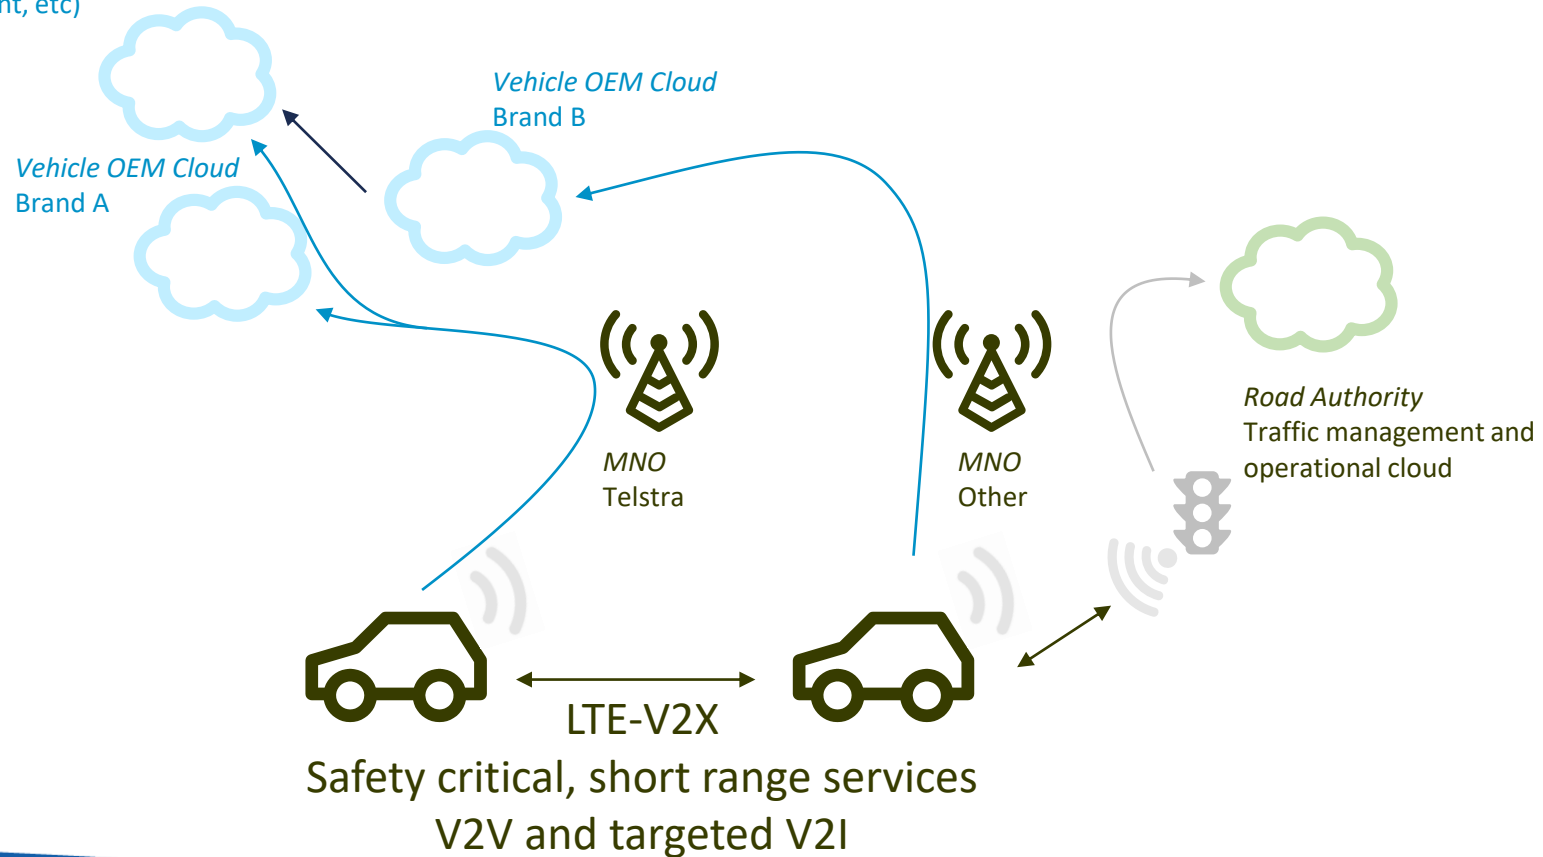 etc)
Vehicle OEM Cloud
Brand B
Vehicle OEM Cloud
Brand A
Road Authority
Traffic management and
operational cloud
MNO
Telstra
MNO
Other
LTE-V2X
Safety critical, short range services
V2V and targeted V2I